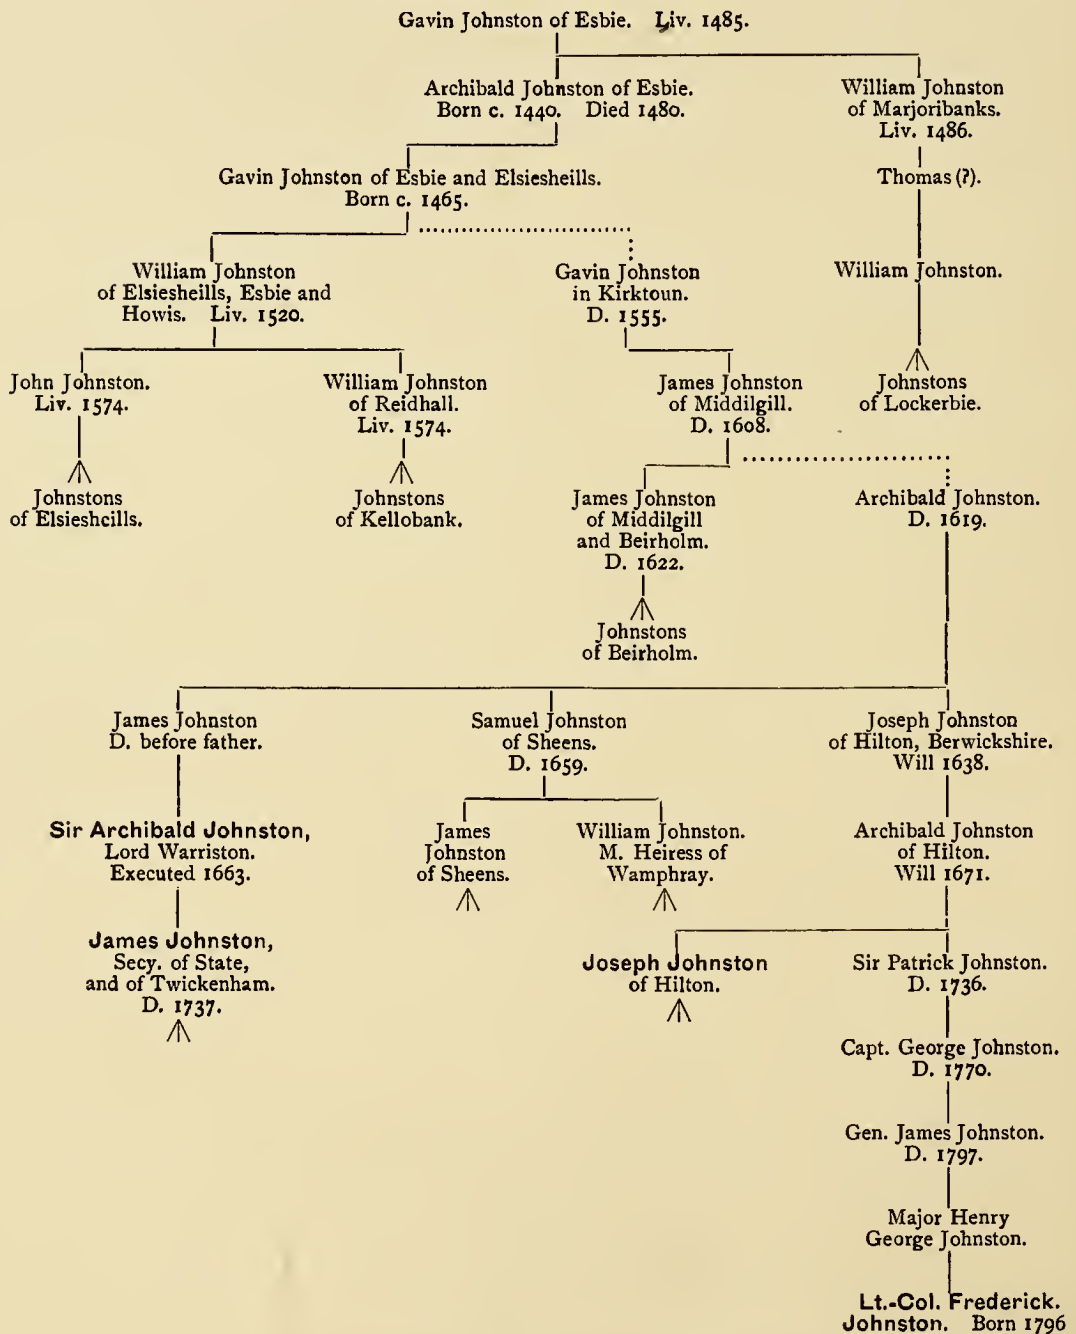 Gavin Johnston of Esbie. Liv. 1485.
Archibald Johnston of Esbie.
Born c. 1440. Died 1480.
William Johnston
of Marjoribanks.
Liv. 1486.
Gavin Johnston of Esbie and Elsiesheills.
Born c. 1465.
Thomas (?).
William Johnston
of Elsiesheills, Esbie and
Howis. Liv. 1520.
Gavin Johnston
in Kirktoun.
D. 1555.
William Johnston.
John Johnston.
Liv. 1574.
William Johnston
of Reidhall.
Liv. 1574.
James Johnston
of Middilgill.
D. 1608.
Johnstons
of Lockerbie.
Johnstons
of Elsiesheills.
Johnstons
of Kellobank.
James Johnston
of Middilgill
and Beirholm.
D. 1622.
Archibald Johnston.
D. 1619.
Johnstons
of Beirholm.
James Johnston
D. before father.
Samuel Johnston
of Sheens.
D. 1659.
Joseph Johnston
of Hilton, Berwickshire.
Will 1638.
Sir Archibald Johnston,
Lord Warriston.
Executed 1663.
James
Johnston
of Sheens.
William Johnston.
M. Heiress of
Wamphray.
Archibald Johnston
of Hilton.
Will 1671.
James Johnston,
Secy. of State,
and of Twickenham.
D. 1737.
Joseph Johnston
of Hilton.
Sir Patrick Johnston.
D. 1736.
Capt. George Johnston.
D. 1770.
Gen. James Johnston.
D. 1797.
Major Henry
George Johnston.
Lt.-Col. Frederick.
Johnston. Born 1796